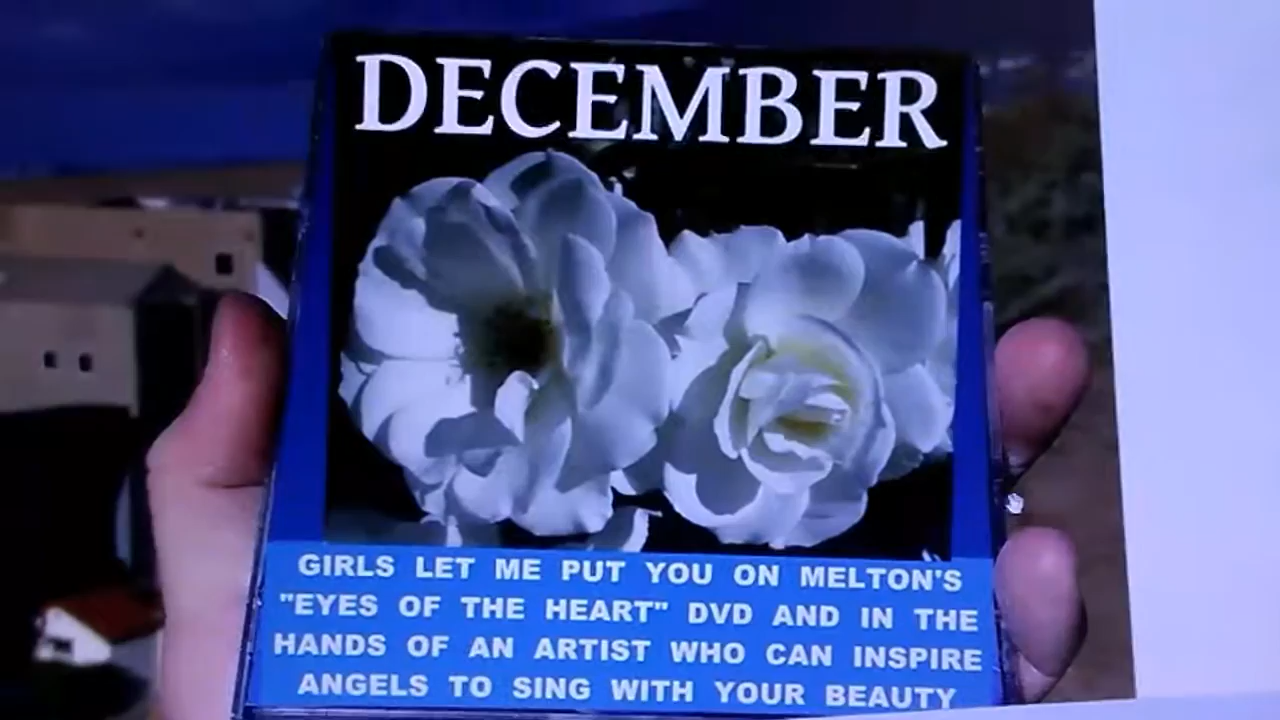 DECEMBER
GIRLS LET ME PUT YOU ON MELTON'S
"EYES OF THE HEART" DVD AND IN THE
HANDS OF AN ARTIST WHO CAN INSPIRE
ANGELS TO SING WITH YOUR BEAUTY